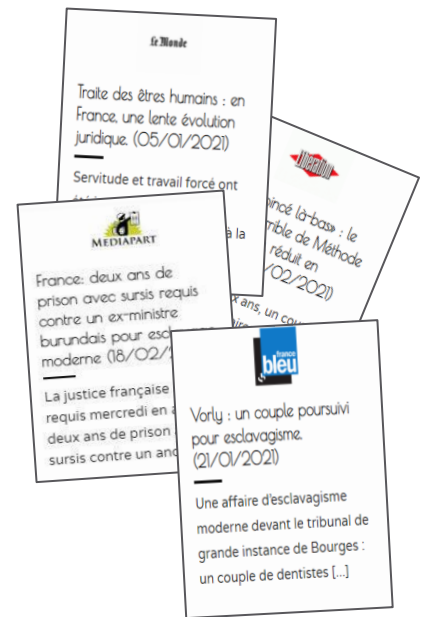 Le Monde
Traite des êtres humains : en
France, une lente évolution
juridique. (05/01/2021)
Servitude et travail forcé ont
à la
Libération
là-bas» : le
de Méthode
réduit en
/02/2021)
ans, un
MEDIAPART
France: deux ans de
prison avec sursis requis
contre un ex-ministre
burundais pour
moderne (18/02/
La justice française
requis mercredi en
deux ans de prison
sursis contre un
france
bleu
Vorly : un couple poursuivi
pour esclavagisme.
(21/01/2021)
Une affaire d'esclavagisme
moderne devant le tribunal de
grande instance de Bourges :
un couple de dentistes [...]